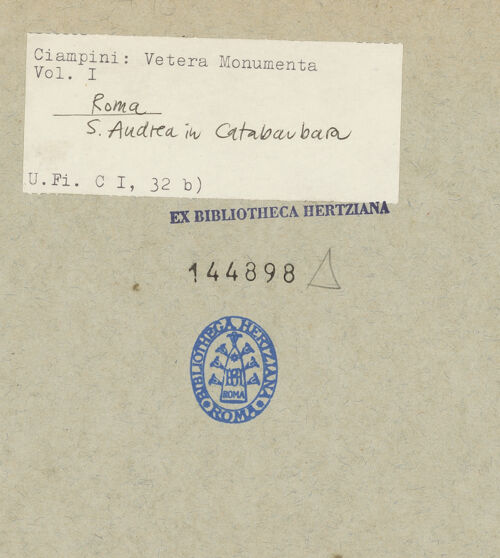 Ciampini: Vetera Monumenta
Vol. I
Roma
S. Andrea in Catabarbara
U.Fi. C I, 32 b)
EX BIBLIOTHECA HERTZIANA
144898
BIBLIOTHECA HERTZIANA
ROMA
ROMA